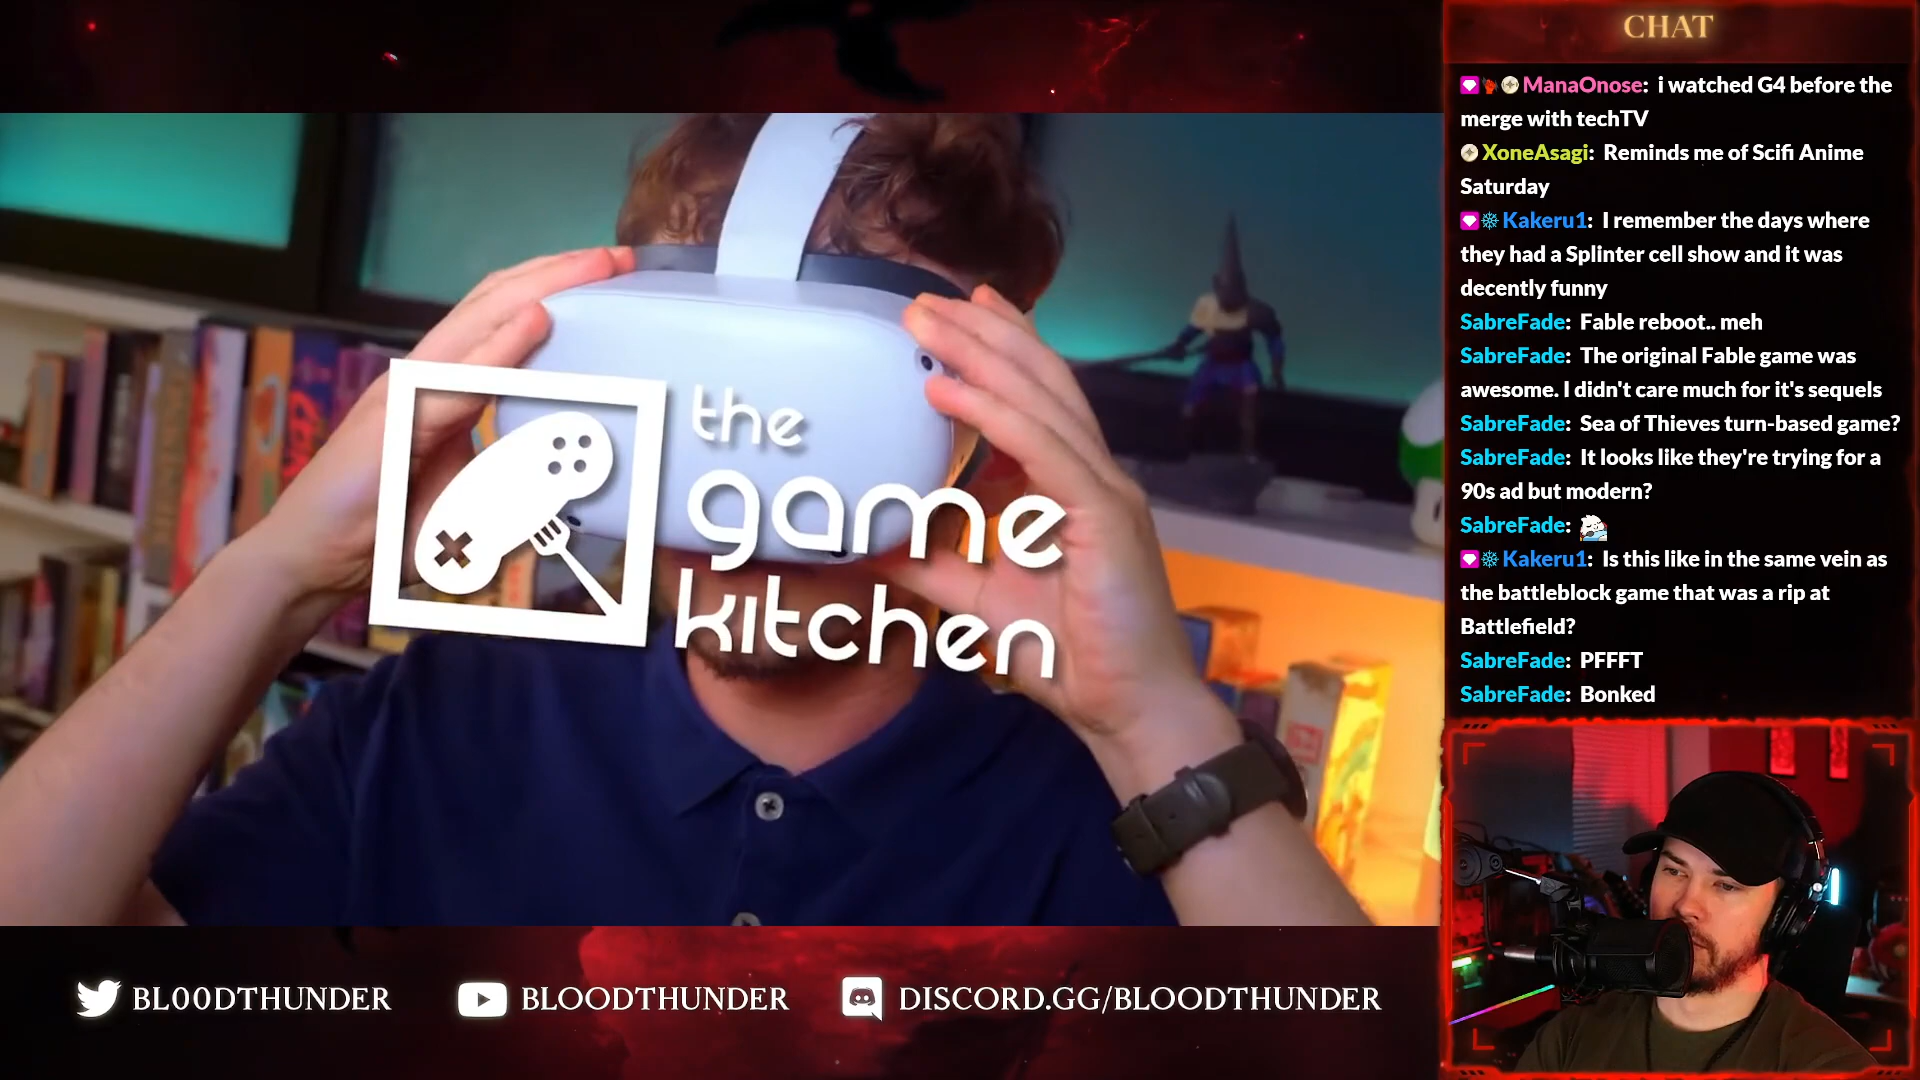 CHAT
ManaOnose: i watched G4 before the
merge with techTV
XoneAsagi: Reminds me of Scifi Anime
Saturday
Kakeru1: I remember the days where
they had a Splinter cell show and it was
decently funny
SabreFade: Fable reboot.. meh
SabreFade: The original Fable game was
awesome. I didn't care much for it's sequels
SabreFade: Sea of Thieves turn-based game?
SabreFade: It looks like they're trying for a
90s ad but modern?
SabreFade:
Kakeru1: Is this like in the same vein as
the battleblock game that was a rip at
Battlefield?
SabreFade: PFFFT
SabreFade: Bonked
the
game
kitchen
BL00DTHUNDER
BLOODTHUNDER
DISCORD.GG/BLOODTHUNDER